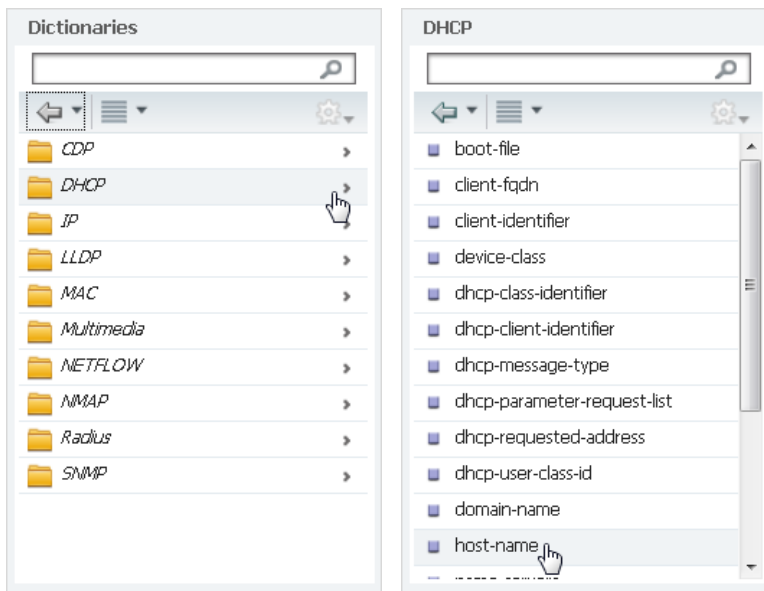 Dictionaries
CDP
DHCP
IP
LLDP
MAC
Multimedia
NETFLOW
NMAP
Radius
SNMP
DHCP
boot-file
client-fqdn
client-identifier
device-class
dhcp-class-identifier
dhcp-client-identifier
dhcp-message-type
dhcp-parameter-request-list
dhcp-requested-address
dhcp-user-class-id
domain-name
host-name